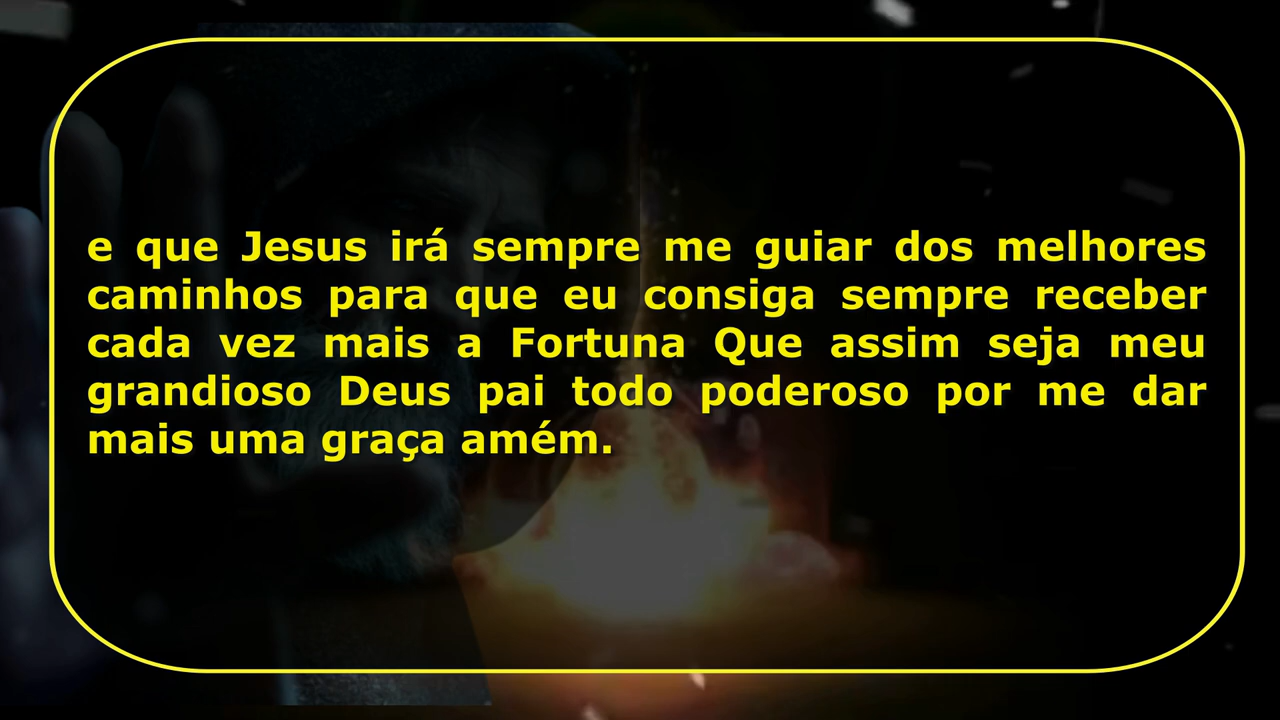 e que Jesus irá sempre me guiar dos melhores
caminhos para que eu consiga sempre receber
cada vez mais a Fortuna Que assim seja meu
grandioso Deus pai todo poderoso por me dar
mais uma graça amém.